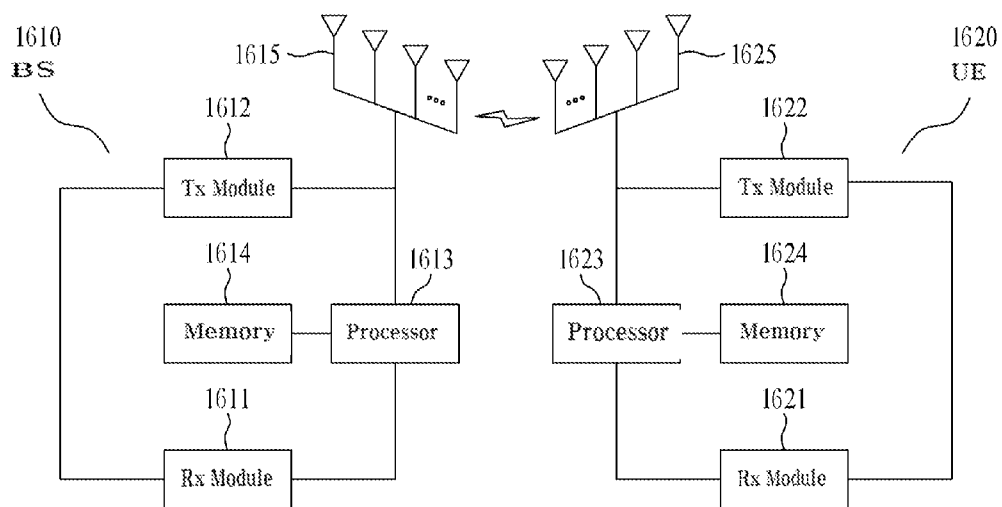 1610
BS
1615
1625
1620
UE
1612
1622
Tx Module
Tx Module
1614
1613
1623
1624
Memory
Processor
Processor
Memory
1611
1621
Rx Module
Rx Module